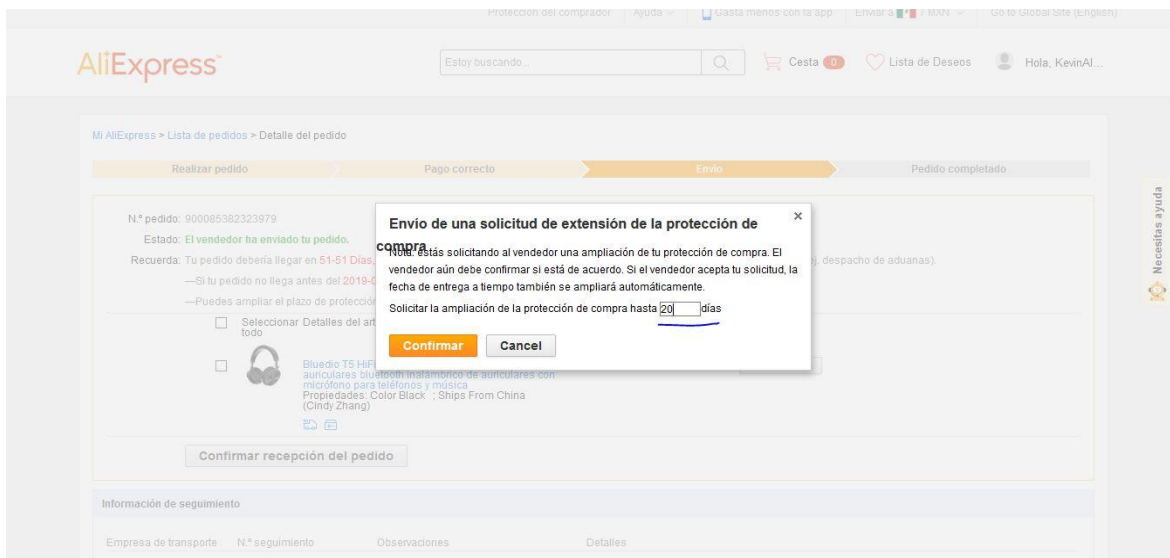 Protección del comprador Ayuda Gasta menos con la app Enviar a / MXN Go to Global Site (English)
AliExpress™
Estoy buscando...
Cesta 0
Lista de Deseos
Hola, KevinAl...
Mi AliExpress > Lista de pedidos > Detalle del pedido
Realizar pedido Pago correcto Envío Pedido completado
N.º pedido: 900085382323979
Estado: El vendedor ha enviado tu pedido.
Recuerda: Tu pedido debería llegar en 51-51 Días, despacho de aduanas).
—Si tu pedido no llega antes del 2019-0
—Puedes ampliar el plazo de protección
Envío de una solicitud de extensión de la protección de
compra
Nota: estás solicitando al vendedor una ampliación de tu protección de compra. El
vendedor aún debe confirmar si está de acuerdo. Si el vendedor acepta tu solicitud, la
fecha de entrega a tiempo también se ampliará automáticamente.
Solicitar la ampliación de la protección de compra hasta 20 días
Confirmar Cancel
×
Seleccionar Detalles del art
todo
Bluedio T5 HiFi
auriculares bluetooth inalámbrico de auriculares con
micrófono para teléfonos y música
Propiedades: Color Black ; Ships From China
(Cindy Zhang)
Confirmar recepción del pedido
Información de seguimiento
Empresa de transporte N.º seguimiento Observaciones Detalles
Necesitas ayuda